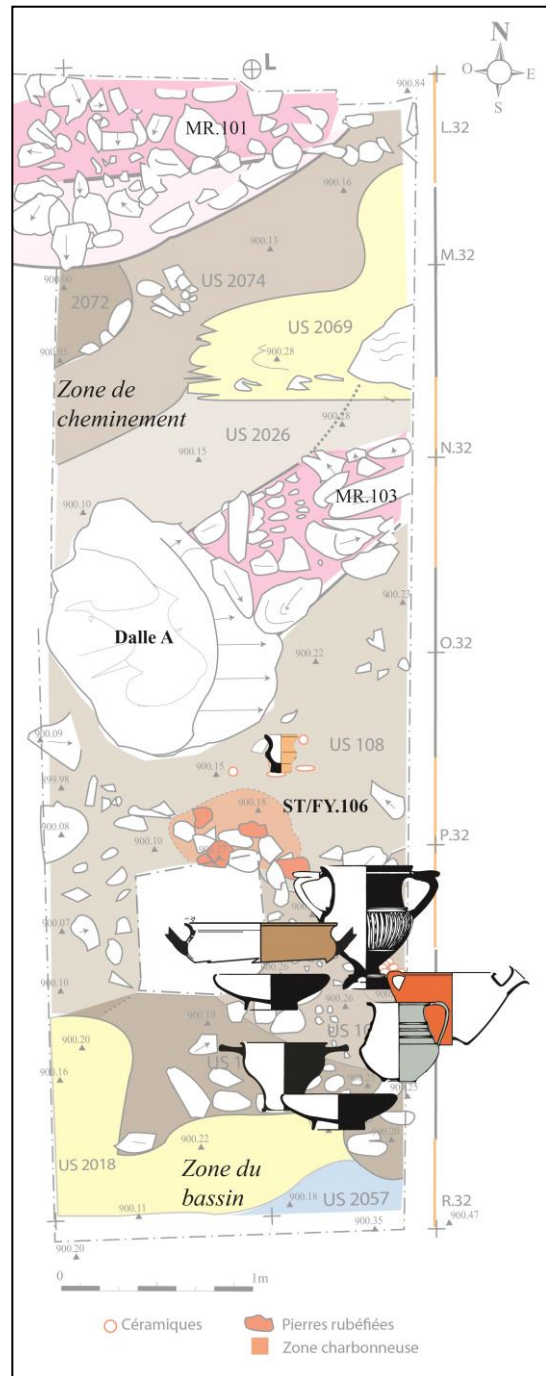 N
O
E
S
L
900.84
MR.101
L.32
900.16
900.13
M.32
900.00
US 2074
2072
US 2069
900.05
900.28
Zone de
cheminement
900.28
US 2026
900.15
N.32
MR.103
900.10
900.23
Dalle A
O.32
900.22
900.09
US 108
899.98
900.15
900.18
ST/FY.106
900.08
900.10
P.32
900.07
900.26
900.10
900.26
900.19
900.20
900.16
900.22
US 2018
Zone du
bassin
900.18
US 2057
R.32
900.11
900.35
900.47
900.20
0
1m
Céramiques
Pierres rubéfiées
Zone charbonneuse